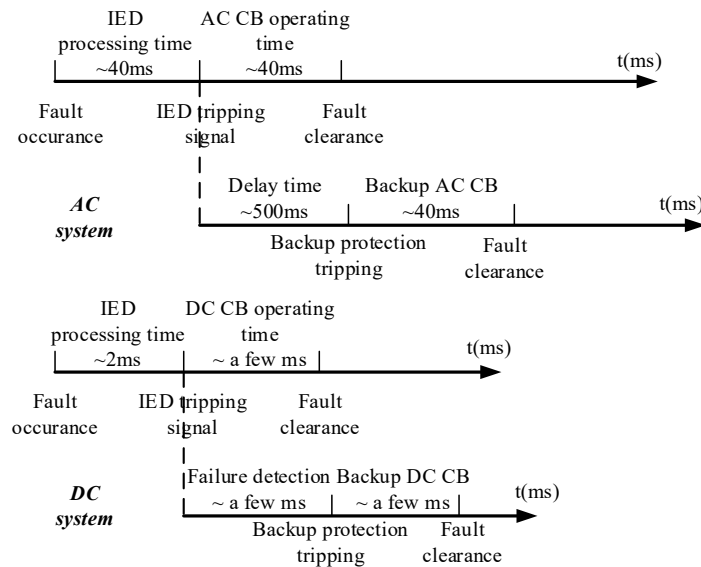 IED
processing time
~40ms
AC CB operating
time
~40ms
t(ms)
Fault
occurance
IED tripping
signal
Fault
clearance
AC
system
Delay time
~500ms
Backup AC CB
~40ms
t(ms)
Backup protection
tripping
Fault
clearance
IED
processing time
~2ms
DC CB operating
time
~ a few ms
t(ms)
Fault
occurance
IED tripping
signal
Fault
clearance
DC
system
Failure detection
~ a few ms
Backup DC CB
~ a few ms
t(ms)
Backup protection
tripping
Fault
clearance